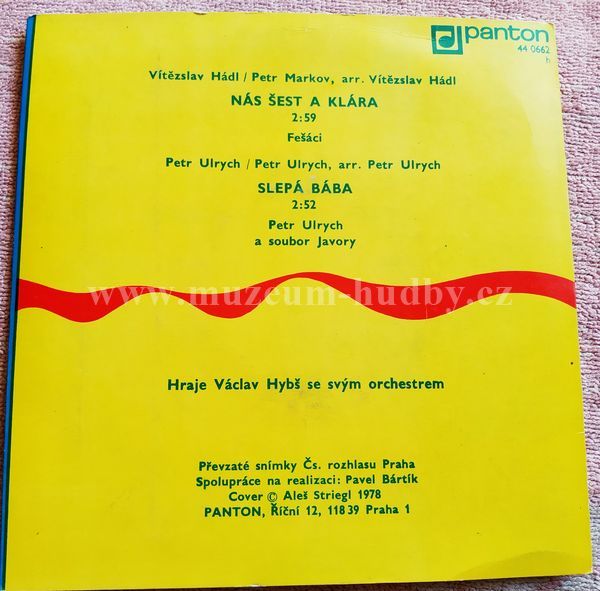 panton
44 0662
h
Vítězslav Hádl / Petr Markov, arr. Vítězslav Hádl
NÁS ŠEST A KLÁRA
2:59
Fešáci
Petr Ulrych / Petr Ulrych, arr. Petr Ulrych
SLEPÁ BÁBA
2:52
Petr Ulrych
a soubor Javory
www.muzeum-hudby.cz
Hraje Václav Hybš se svým orchestrem
Převzaté snímky Čs. rozhlasu Praha
Spolupráce na realizaci: Pavel Bártík
Cover © Aleš Striegl 1978
PANTON, Říční 12, 118 39 Praha 1